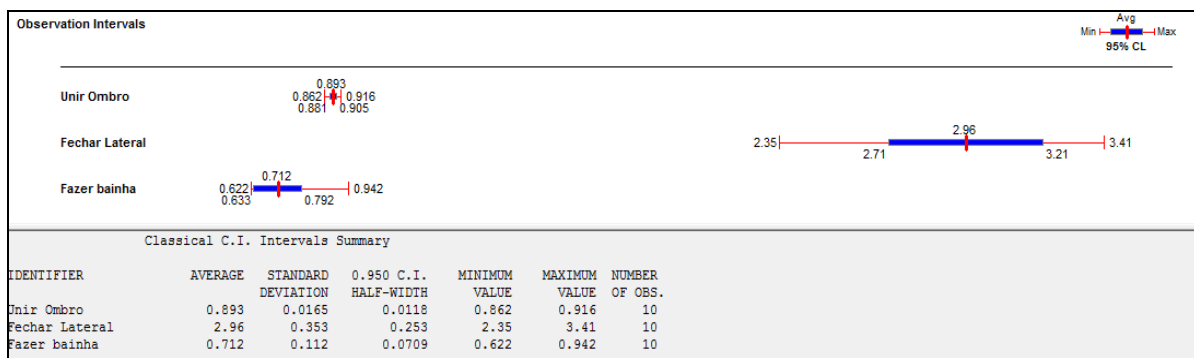 Observation Intervals
Avg
Min Max
95% CL
0.893
Unir Ombro 0.862 0.916
0.881 0.905
2.96
Fechar Lateral 2.35 3.41
2.71 3.21
0.712
Fazer bainha 0.622 0.942
0.633 0.792
Classical C.I. Intervals Summary
IDENTIFIER AVERAGE STANDARD 0.950 C.I. MINIMUM MAXIMUM NUMBER
DEVIATION HALF-WIDTH VALUE VALUE OF OBS.
Unir Ombro 0.893 0.0165 0.0118 0.862 0.916 10
Fechar Lateral 2.96 0.353 0.253 2.35 3.41 10
Fazer bainha 0.712 0.112 0.0709 0.622 0.942 10